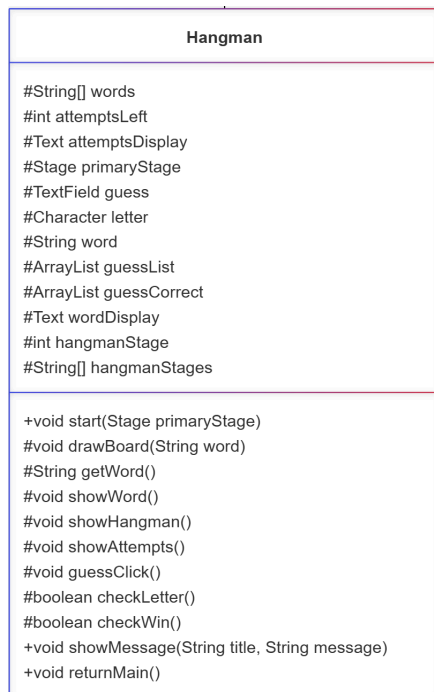 Hangman
#String[] words
#int attemptsLeft
#Text attemptsDisplay
#Stage primaryStage
#TextField guess
#Character letter
#String word
#ArrayList guessList
#ArrayList guessCorrect
#Text wordDisplay
#int hangmanStage
#String[] hangmanStages
+void start(Stage primaryStage)
#void drawBoard(String word)
#String getWord()
#void showWord()
#void showHangman()
#void showAttempts()
#void guessClick()
#boolean checkLetter()
#boolean checkWin()
+void showMessage(String title, String message)
+void returnMain()